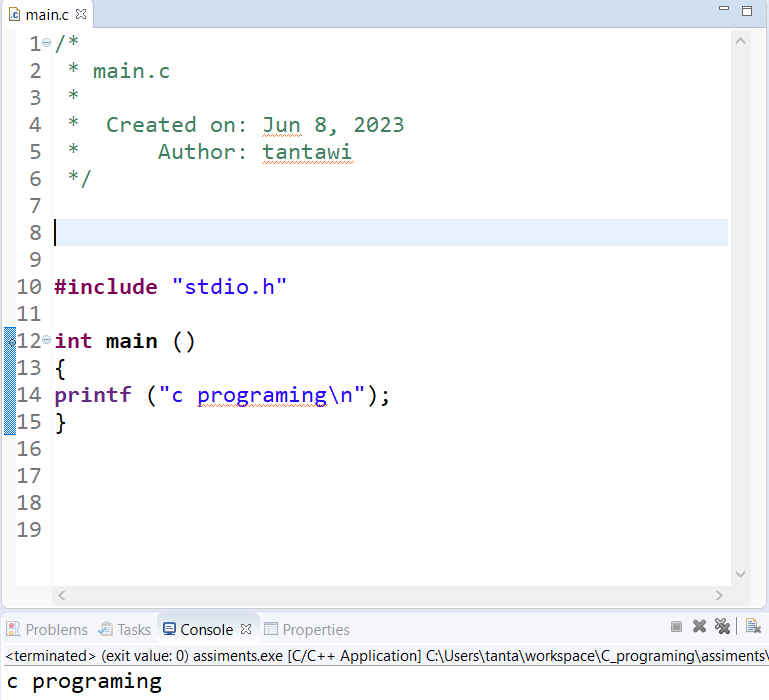 main.c
1 /*
2  * main.c
3  *
4  *  Created on: Jun 8, 2023
5  *      Author: tantawi
6  */
7
8
9
10 #include "stdio.h"
11
12 int main ()
13 {
14 printf ("c programing\n");
15 }
16
17
18
19
Problems Tasks Console Properties
<terminated> (exit value: 0) assiments.exe [C/C++ Application] C:\Users\tanta\workspace\C_programing\assiments\
c programing